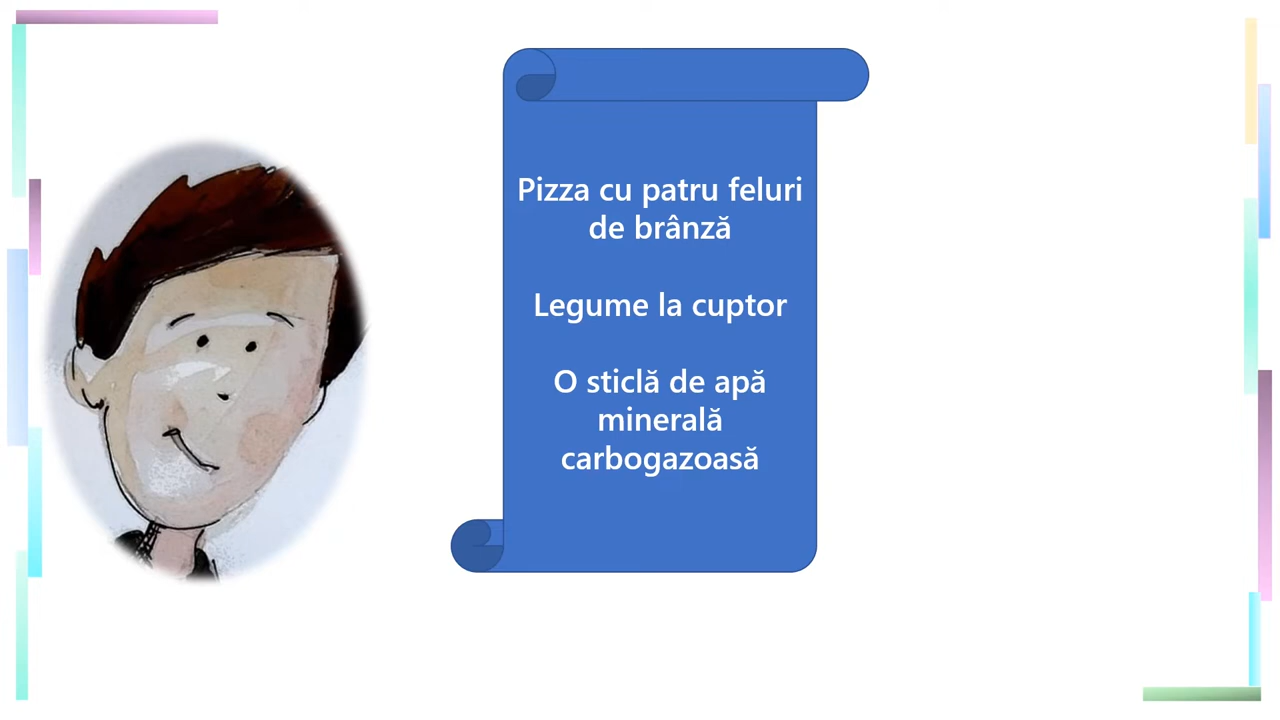 Pizza cu patru feluri
de brânză
Legume la cuptor
O sticlă de apă
minerală
carbogazoasă